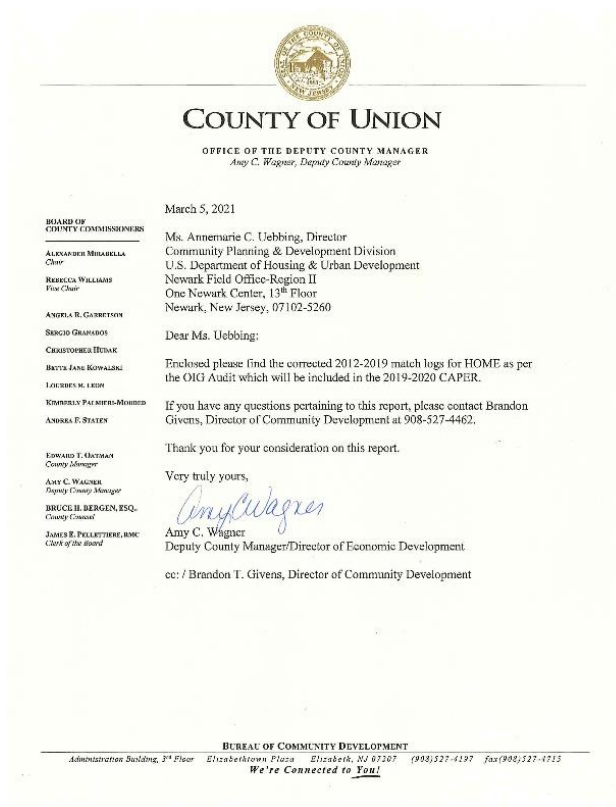 COUNTY OF UNION
OFFICE OF THE DEPUTY COUNTY MANAGER
Amy C. Wagner, Deputy County Manager
BOARD OF
COUNTY COMMISSIONERS
ALEXANDER MIRABELLA
Chair
REBECCA WILLIAMS
Vice Chair
ANGELA R. GARRETSON
SERGIO GRANADOS
CHRISTOPHER HUDAK
BETTE JANE KOWALSKI
LOURDES M. LEON
KIMBERLY PALMIERI-MOUDED
ANDREA F. STATEN
EDWARD T. OATMAN
County Manager
AMY C. WAGNER
Deputy County Manager
BRUCE H. BERGEN, ESQ.
County Counsel
JAMES E. PELLETTIERE, RMC
Clerk of the Board
March 5, 2021
Ms. Annemarie C. Uebbing, Director
Community Planning & Development Division
U.S. Department of Housing & Urban Development
Newark Field Office-Region II
One Newark Center, 13th Floor
Newark, New Jersey, 07102-5260
Dear Ms. Uebbing:
Enclosed please find the corrected 2012-2019 match logs for HOME as per
the OIG Audit which will be included in the 2019-2020 CAPER.
If you have any questions pertaining to this report, please contact Brandon
Givens, Director of Community Development at 908-527-4462.
Thank you for your consideration on this report.
Very truly yours,
Amy C Wagner
Amy C. Wagner
Deputy County Manager/Director of Economic Development
cc: / Brandon T. Givens, Director of Community Development
BUREAU OF COMMUNITY DEVELOPMENT
Administration Building, 3rd Floor Elizabethtown Plaza Elizabeth, NJ 07207 (908)527-4197 fax(908)527-4715
We're Connected to You!